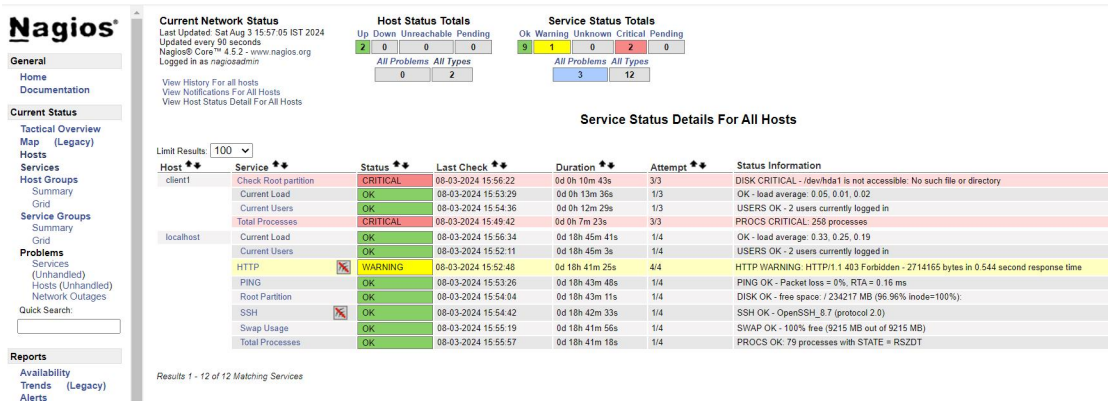 Nagios®
General
Home
Documentation
Current Status
Tactical Overview
Map (Legacy)
Hosts
Services
Host Groups
Summary
Grid
Service Groups
Summary
Grid
Problems
Services
(Unhandled)
Hosts (Unhandled)
Network Outages
Quick Search:
Reports
Availability
Trends (Legacy)
Alerts
Current Network Status
Last Updated: Sat Aug 3 15:57:05 IST 2024
Updated every 90 seconds
Nagios® Core™ 4.5.2 - www.nagios.org
Logged in as nagiosadmin
View History For all hosts
View Notifications For All Hosts
View Host Status Detail For All Hosts
Host Status Totals
Up Down Unreachable Pending
2 0 0 0
All Problems All Types
0 2
Service Status Totals
Ok Warning Unknown Critical Pending
9 1 0 2 0
All Problems All Types
3 12
Service Status Details For All Hosts
Limit Results: 100
Host Service Status Last Check Duration Attempt Status Information
client1 Check Root partition CRITICAL 08-03-2024 15:56:22 0d 0h 10m 43s 3/3 DISK CRITICAL - /dev/hda1 is not accessible: No such file or directory
Current Load OK 08-03-2024 15:53:29 0d 0h 13m 36s 1/3 OK - load average: 0.05, 0.01, 0.02
Current Users OK 08-03-2024 15:54:36 0d 0h 12m 29s 1/3 USERS OK - 2 users currently logged in
Total Processes CRITICAL 08-03-2024 15:49:42 0d 0h 7m 23s 3/3 PROCS CRITICAL: 258 processes
localhost Current Load OK 08-03-2024 15:56:34 0d 18h 45m 41s 1/4 OK - load average: 0.33, 0.25, 0.19
Current Users OK 08-03-2024 15:52:11 0d 18h 45m 3s 1/4 USERS OK - 2 users currently logged in
HTTP WARNING 08-03-2024 15:52:48 0d 18h 41m 25s 4/4 HTTP WARNING: HTTP/1.1 403 Forbidden - 2714165 bytes in 0.544 second response time
PING OK 08-03-2024 15:53:26 0d 18h 43m 48s 1/4 PING OK - Packet loss = 0%, RTA = 0.16 ms
Root Partition OK 08-03-2024 15:54:04 0d 18h 43m 11s 1/4 DISK OK - free space: / 234217 MB (96.96% inode=100%):
SSH OK 08-03-2024 15:54:42 0d 18h 42m 33s 1/4 SSH OK - OpenSSH_8.7 (protocol 2.0)
Swap Usage OK 08-03-2024 15:55:19 0d 18h 41m 56s 1/4 SWAP OK - 100% free (9215 MB out of 9215 MB)
Total Processes OK 08-03-2024 15:55:57 0d 18h 41m 18s 1/4 PROCS OK: 79 processes with STATE = RSZDT
Results 1 - 12 of 12 Matching Services